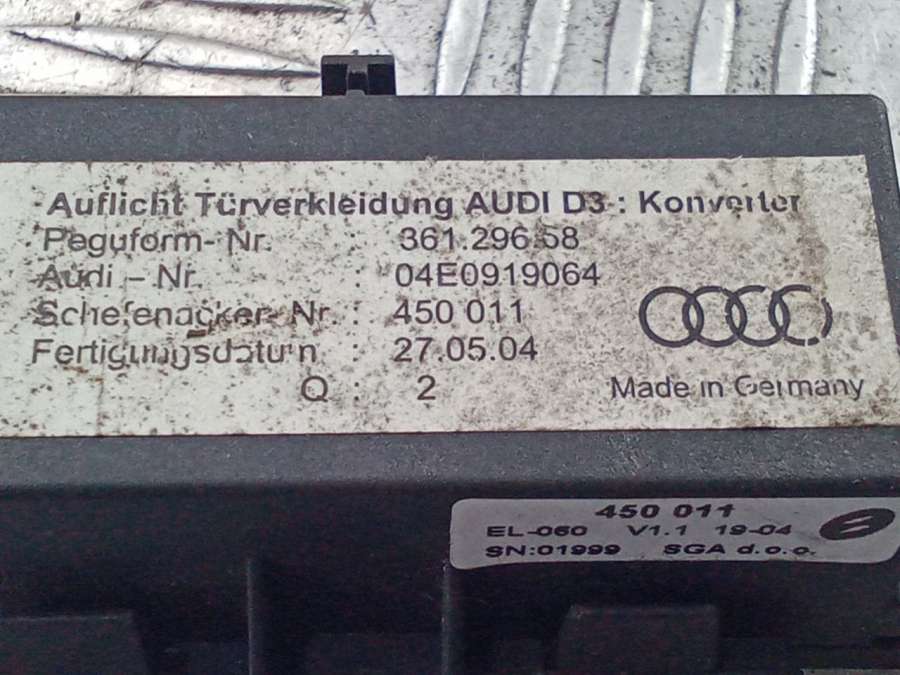 Auflicht Türverkleidung AUDI D3 : Konverter
Peguform- Nr. : 361.296.58
Audi – Nr. : 04E0919064
Schefenacker- Nr. : 450 011
Fertigungsdatum : 27.05.04
Q : 2
Made in Germany
450 011
EL-060 V1.1 19-04
SN:01999 SGA d.o.o.